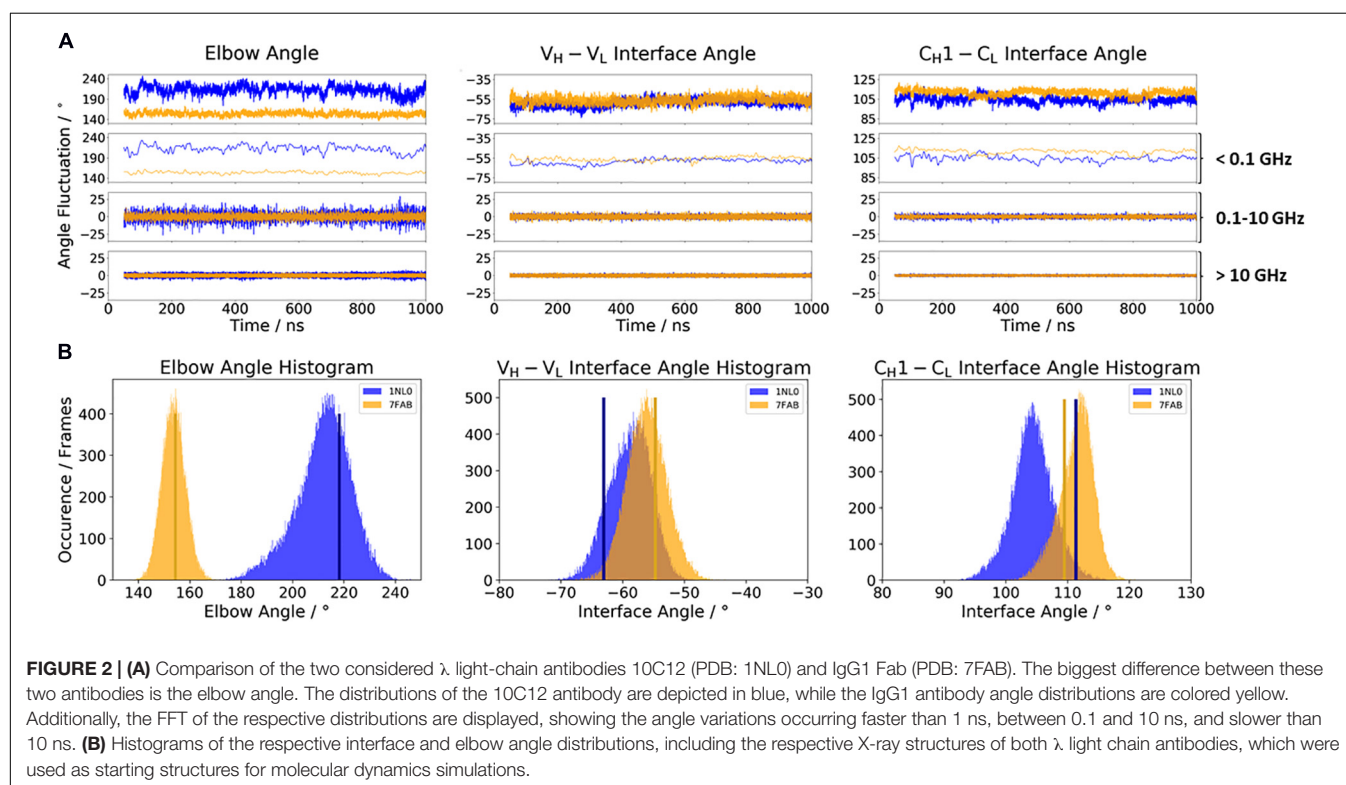 A
Elbow Angle
V_H – V_L Interface Angle
C_H1 – C_L Interface Angle
Angle Fluctuation / °
240
190
140
240
190
140
25
0
−25
25
0
−25
0 200 400 600 800 1000
Time / ns
−35
−55
−75
−35
−55
−75
25
0
−25
25
0
−25
0 200 400 600 800 1000
Time / ns
125
105
85
125
105
85
25
0
−25
25
0
−25
0 200 400 600 800 1000
Time / ns
< 0.1 GHz
0.1-10 GHz
> 10 GHz
B
Elbow Angle Histogram
Occurence / Frames
400
300
200
100
0
1NL0
7FAB
140 160 180 200 220 240
Elbow Angle / °
V_H – V_L Interface Angle Histogram
500
400
300
200
100
0
1NL0
7FAB
−80 −70 −60 −50 −40 −30
Interface Angle / °
C_H1 – C_L Interface Angle Histogram
500
400
300
200
100
0
1NL0
7FAB
80 90 100 110 120 130
Interface Angle / °
FIGURE 2 | (A) Comparison of the two considered λ light-chain antibodies 10C12 (PDB: 1NL0) and IgG1 Fab (PDB: 7FAB). The biggest difference between these
two antibodies is the elbow angle. The distributions of the 10C12 antibody are depicted in blue, while the IgG1 antibody angle distributions are colored yellow.
Additionally, the FFT of the respective distributions are displayed, showing the angle variations occurring faster than 1 ns, between 0.1 and 10 ns, and slower than
10 ns. (B) Histograms of the respective interface and elbow angle distributions, including the respective X-ray structures of both λ light chain antibodies, which were
used as starting structures for molecular dynamics simulations.